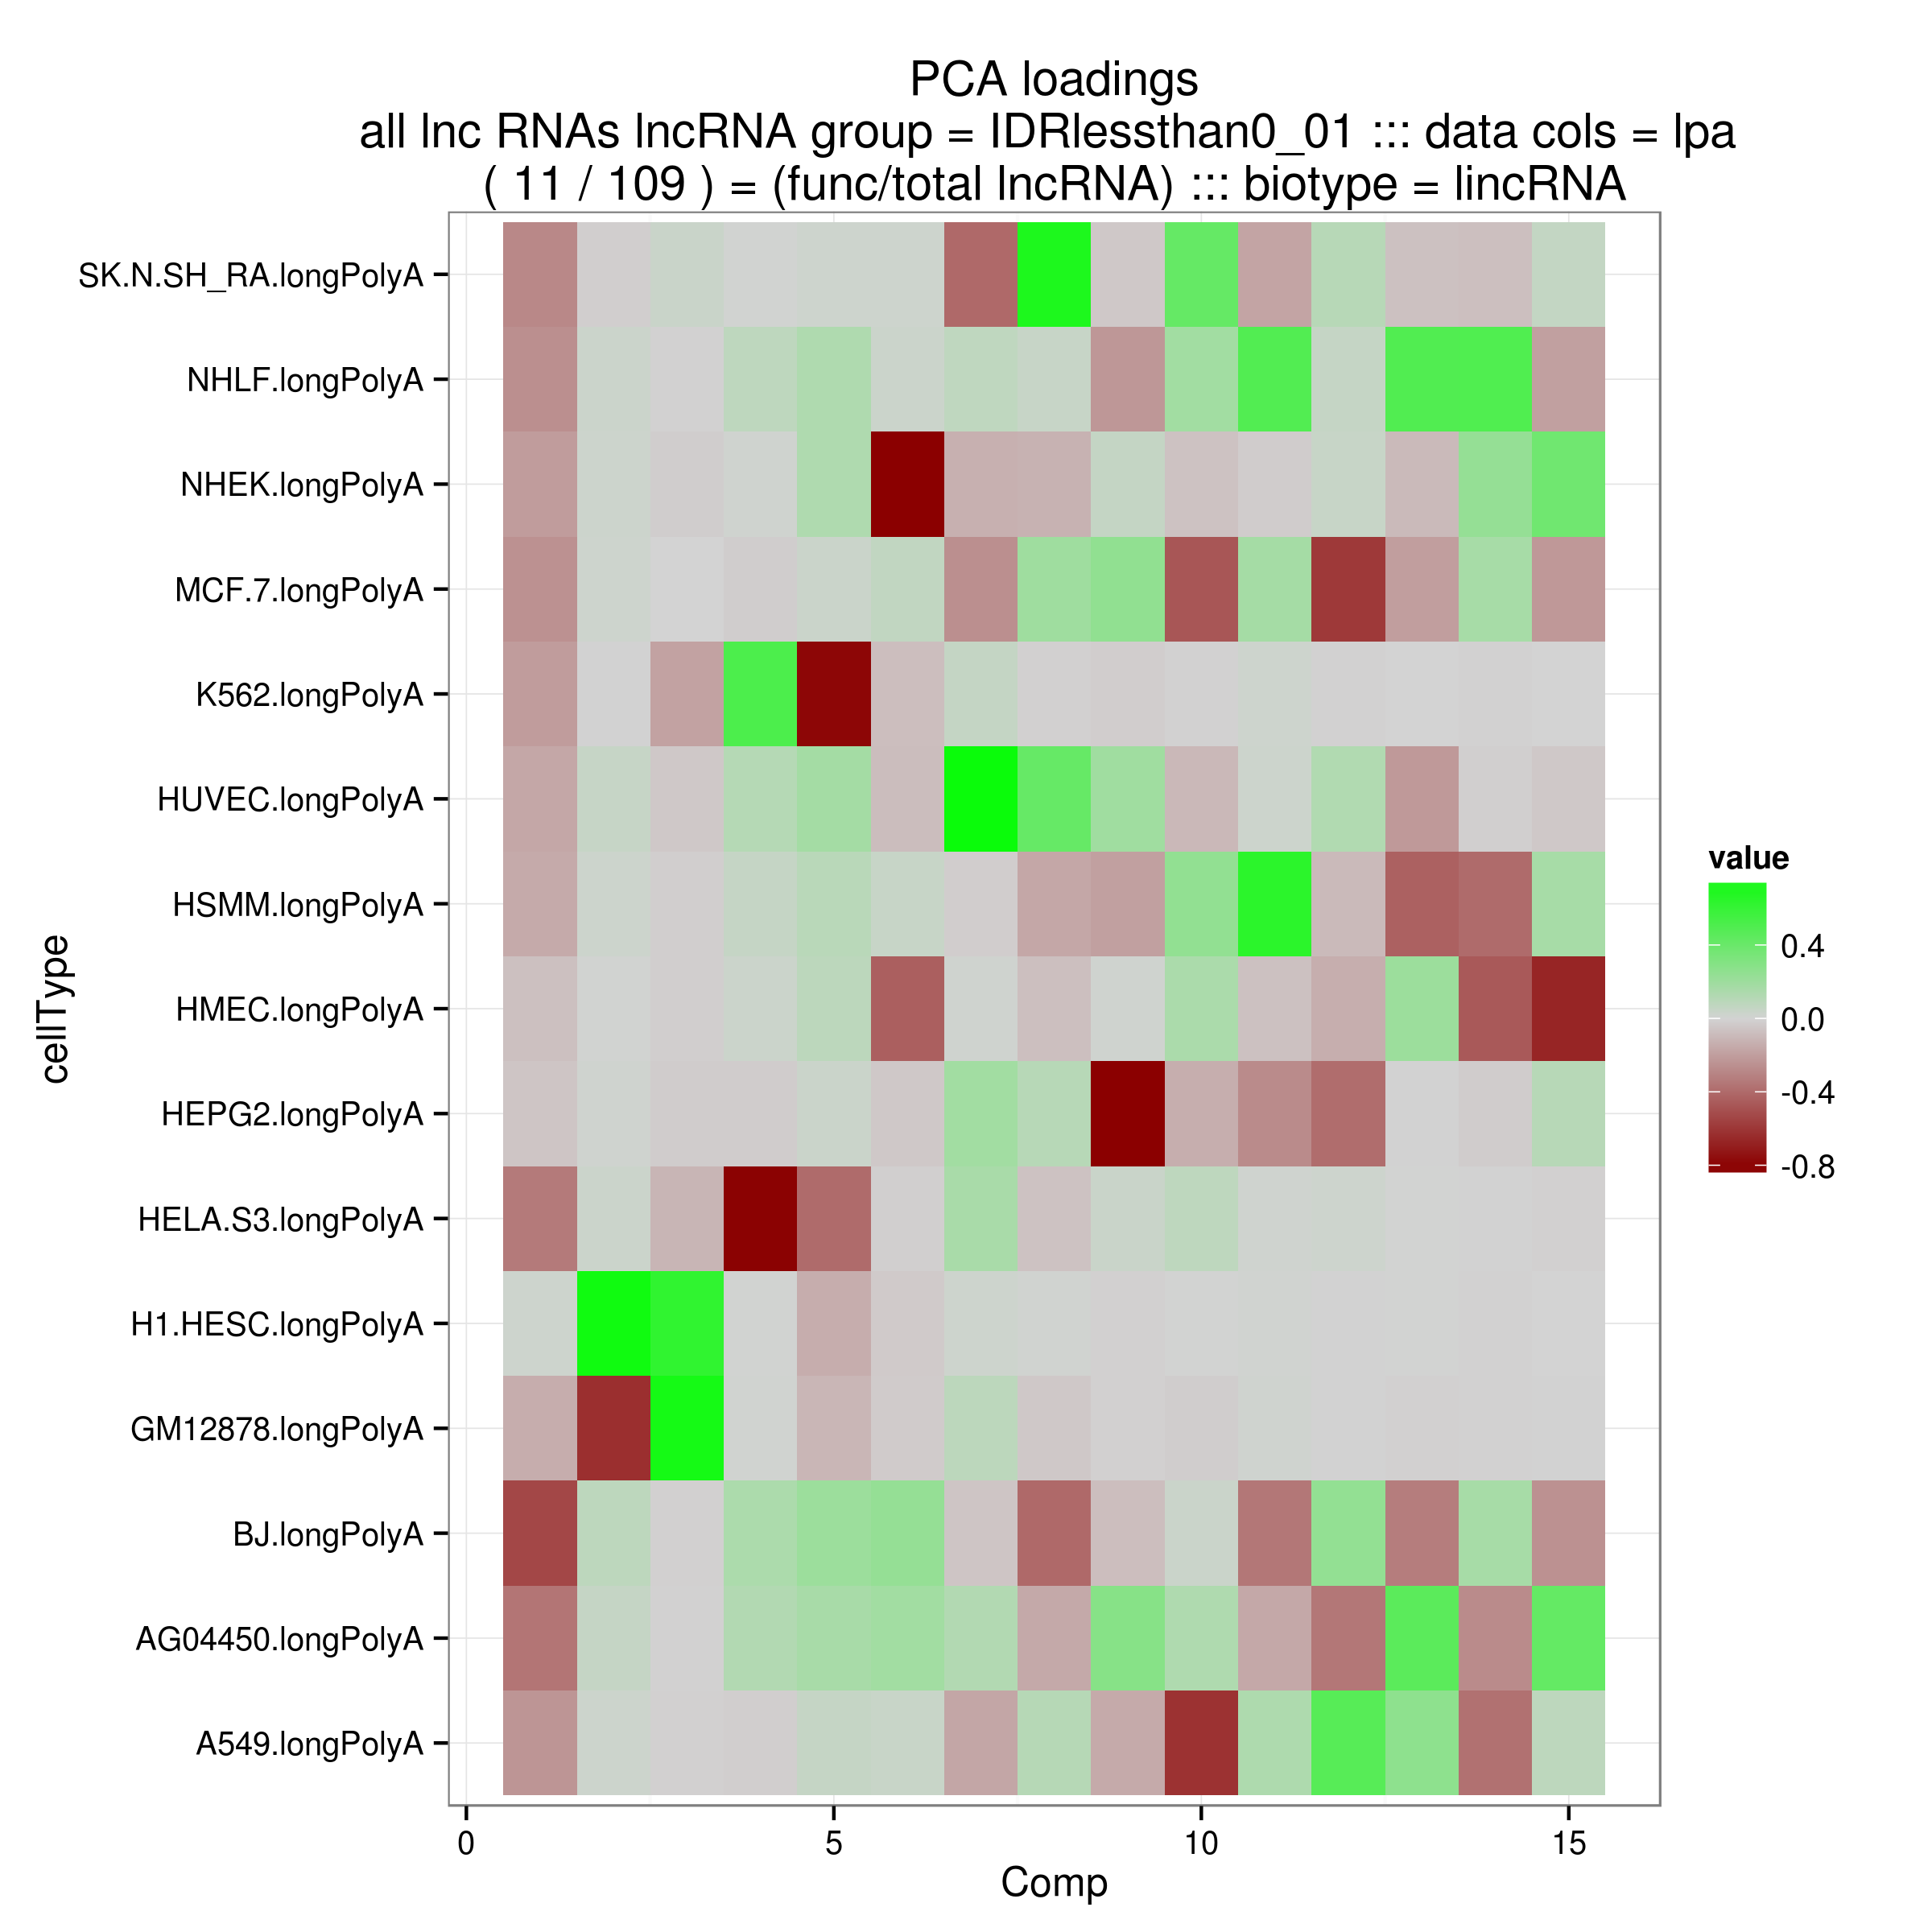 PCA loadings
all lnc RNAs lncRNA group = IDRlessthan0_01 ::: data cols = lpa
( 11 / 109 ) = (func/total lncRNA) ::: biotype = lincRNA
SK.N.SH_RA.longPolyA
NHLF.longPolyA
NHEK.longPolyA
MCF.7.longPolyA
K562.longPolyA
HUVEC.longPolyA
HSMM.longPolyA
HMEC.longPolyA
HEPG2.longPolyA
HELA.S3.longPolyA
H1.HESC.longPolyA
GM12878.longPolyA
BJ.longPolyA
AG04450.longPolyA
A549.longPolyA
cellType
0 5 10 15
Comp
value
0.4
0.0
-0.4
-0.8